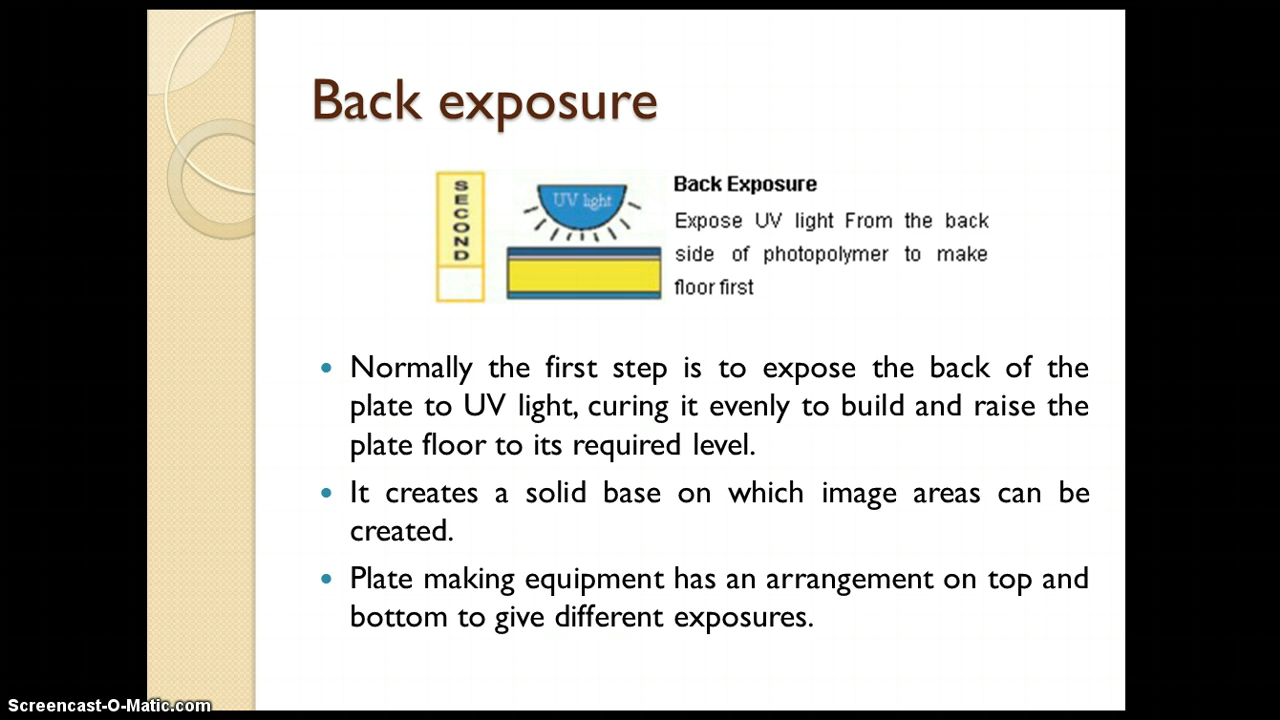 Back exposure
SECOND
UV light
Back Exposure
Expose UV light From the back
side of photopolymer to make
floor first
• Normally the first step is to expose the back of the
plate to UV light, curing it evenly to build and raise the
plate floor to its required level.
• It creates a solid base on which image areas can be
created.
• Plate making equipment has an arrangement on top and
bottom to give different exposures.
Screencast-O-Matic.com